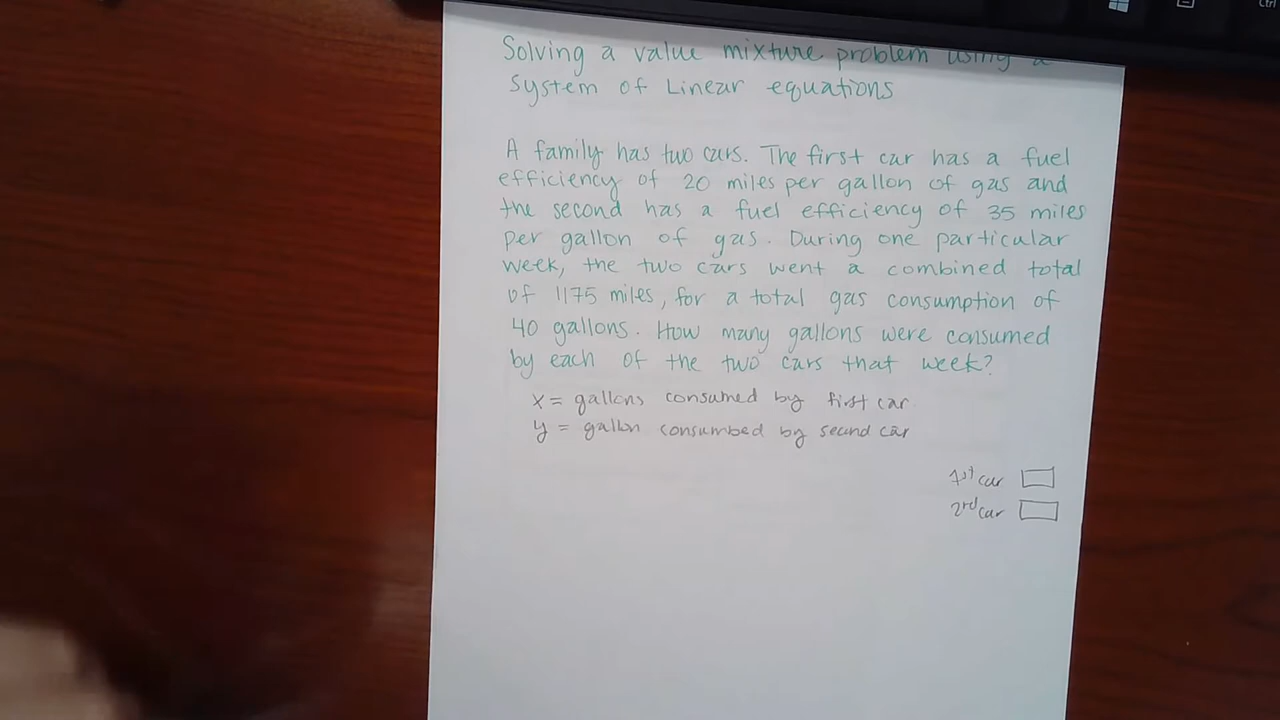 Ctrl
Solving a value mixture problem using a
system of Linear equations
A family has two cars. The first car has a fuel
efficiency of 20 miles per gallon of gas and
the second has a fuel efficiency of 35 miles
per gallon of gas. During one particular
week, the two cars went a combined total
of 1175 miles, for a total gas consumption of
40 gallons. How many gallons were consumed
by each of the two cars that week?
x = gallons consumed by first car
y = gallon consumbed by second car
1st car
2rd car